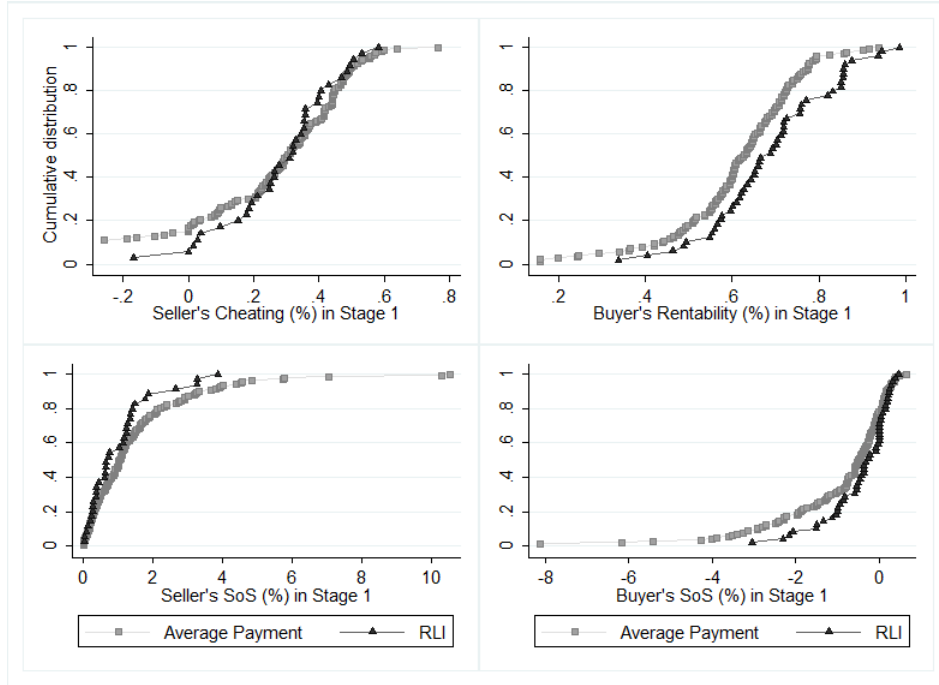 Cumulative distribution
0 .2 .4 .6 .8 1
-.2 0 .2 .4 .6 .8
Seller's Cheating (%) in Stage 1
0 .2 .4 .6 .8 1
.2 .4 .6 .8 1
Buyer's Rentability (%) in Stage 1
0 .2 .4 .6 .8 1
0 2 4 6 8 10
Seller's SoS (%) in Stage 1
Average Payment RLI
0 .2 .4 .6 .8 1
-8 -6 -4 -2 0
Buyer's SoS (%) in Stage 1
Average Payment RLI